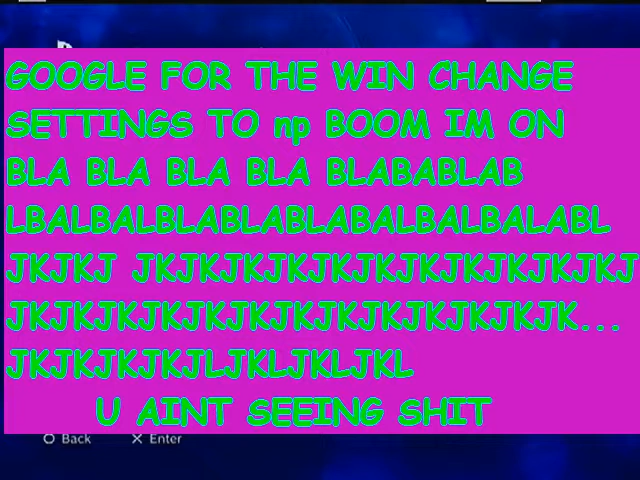 GOOGLE FOR THE WIN CHANGE
SETTINGS TO np BOOM IM ON
BLA BLA BLA BLA BLABABLAB
LBALBALBLABLABLABALBALBALABL
JKJKJ JKJKJKJKJKJKJKJKJKJKJKJ
JKJKJKJKJKJKJKJKJKJKJKJKJK...
JKJKJKJKJLJKLJKLJKL
U AINT SEEING SHIT
Back Enter